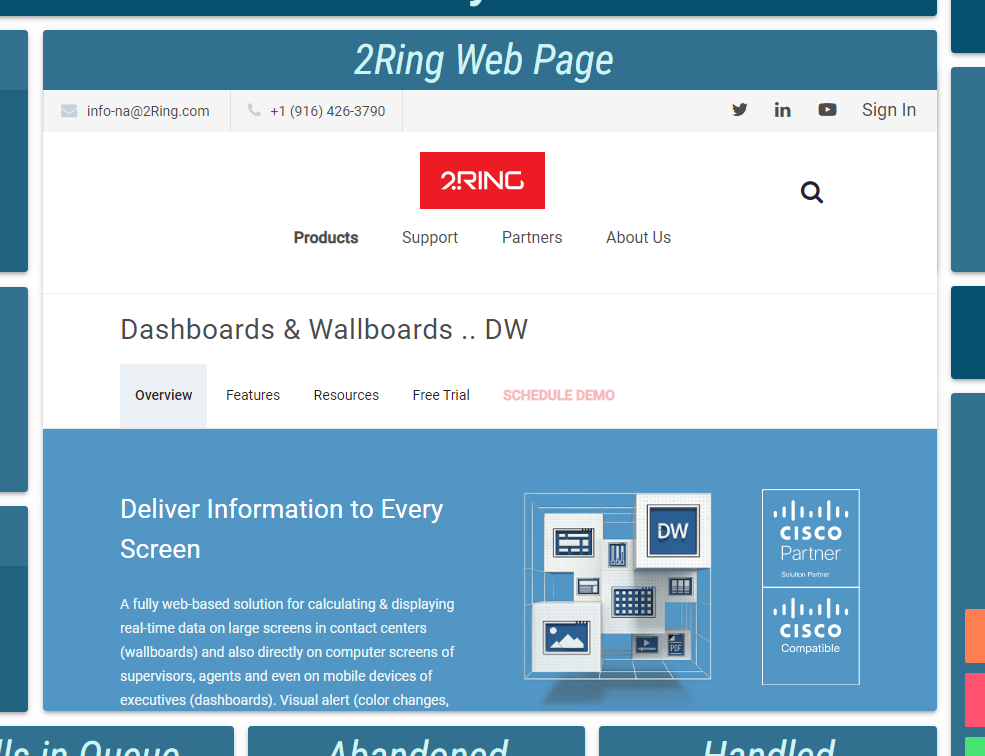 2Ring Web Page
info-na@2Ring.com
+1 (916) 426-3790
Sign In
2RING
Products Support Partners About Us
Dashboards & Wallboards .. DW
Overview Features Resources Free Trial SCHEDULE DEMO
Deliver Information to Every
Screen
A fully web-based solution for calculating & displaying
real-time data on large screens in contact centers
(wallboards) and also directly on computer screens of
supervisors, agents and even on mobile devices of
executives (dashboards). Visual alert (color changes,
DW
PDF
CISCO
Partner
Solution Partner
CISCO
Compatible
lls in Queue
Abandoned
Handled